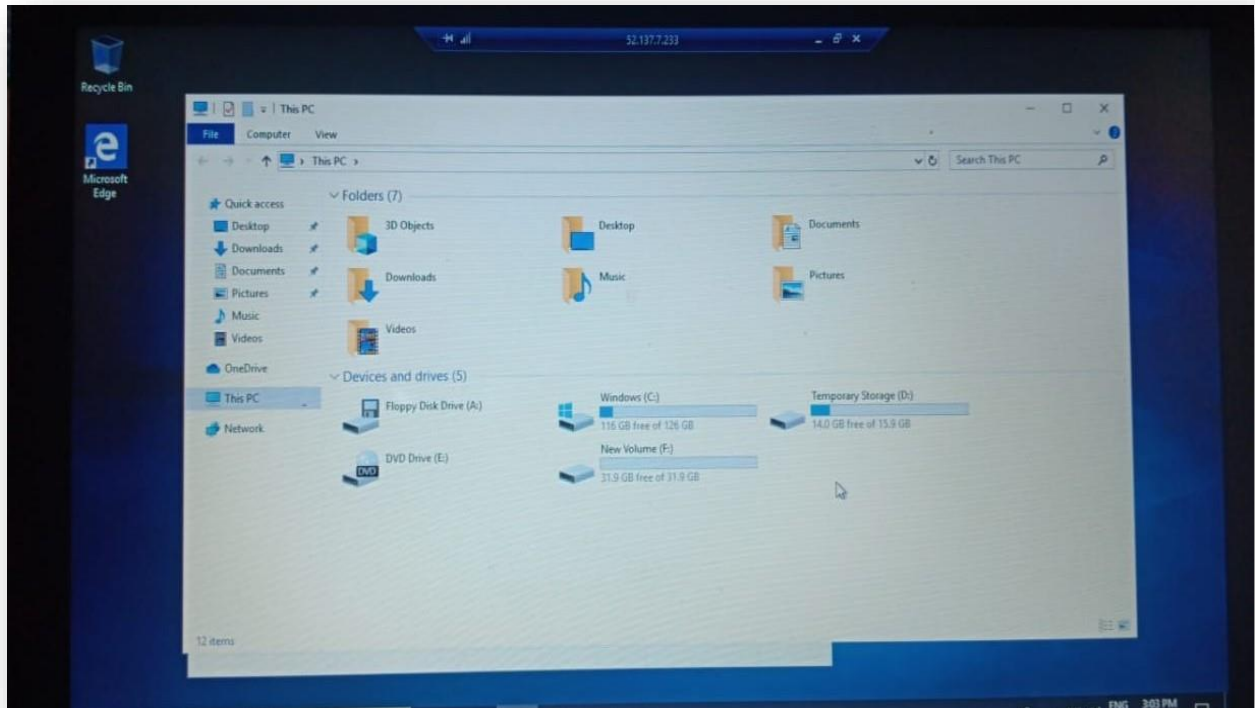 52.137.7.233
Recycle Bin
Microsoft
Edge
This PC
File Computer View
This PC
Search This PC
Quick access
Desktop
Downloads
Documents
Pictures
Music
Videos
OneDrive
This PC
Network
Folders (7)
3D Objects
Desktop
Documents
Downloads
Music
Pictures
Videos
Devices and drives (5)
Floppy Disk Drive (A:)
Windows (C:)
116 GB free of 126 GB
Temporary Storage (D:)
14.0 GB free of 15.9 GB
DVD Drive (E:)
DVD
New Volume (F:)
31.9 GB free of 31.9 GB
12 items
ENG 3:03 PM